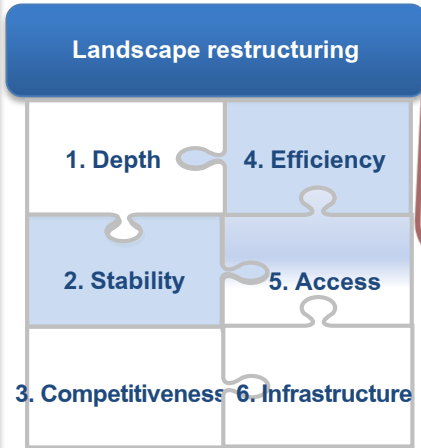 Landscape restructuring
1. Depth
4. Efficiency
2. Stability
5. Access
3. Competitiveness
6. Infrastructure